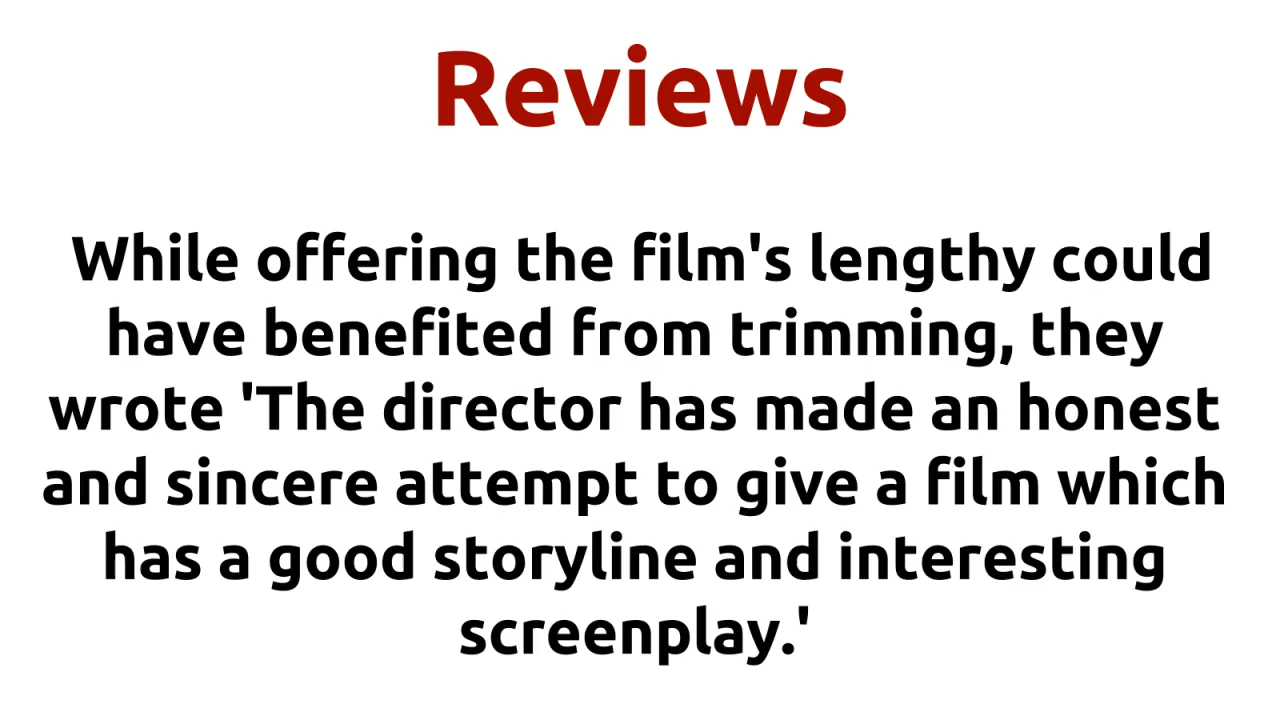 Reviews
While offering the film's lengthy could
have benefited from trimming, they
wrote 'The director has made an honest
and sincere attempt to give a film which
has a good storyline and interesting
screenplay.'